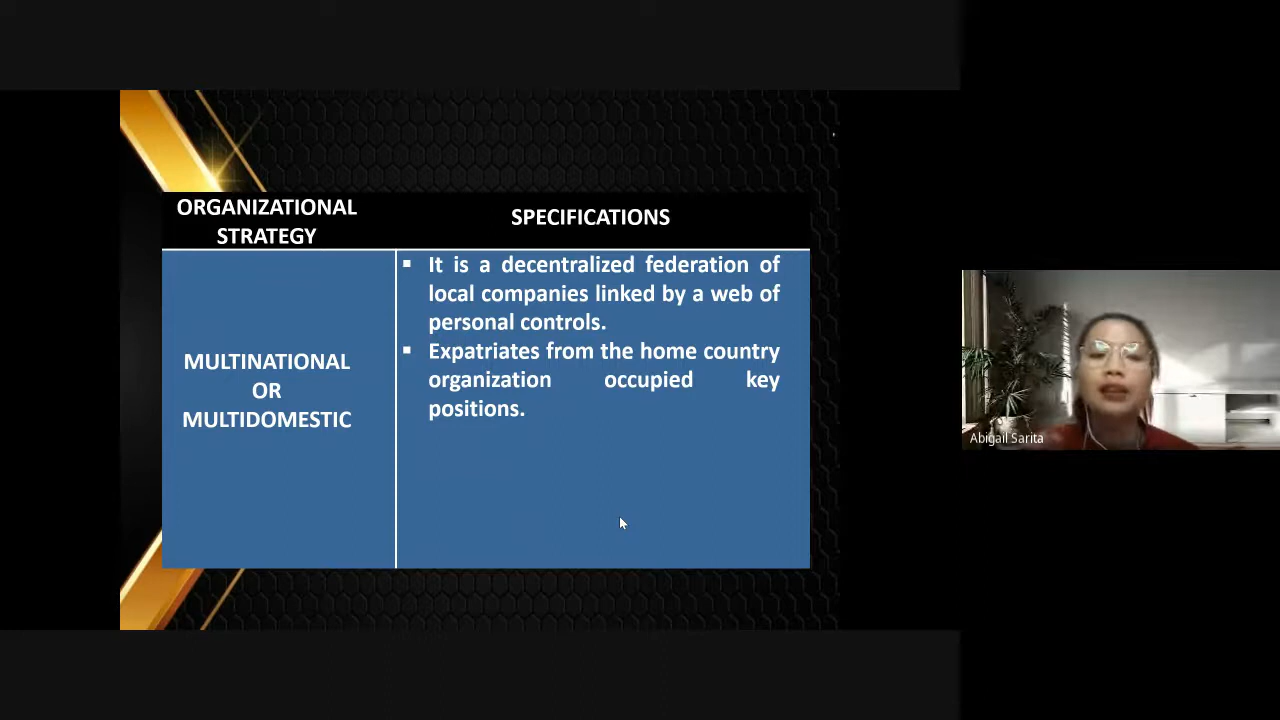 ORGANIZATIONAL
STRATEGY
SPECIFICATIONS
MULTINATIONAL
OR
MULTIDOMESTIC
▪ It is a decentralized federation of
local companies linked by a web of
personal controls.
▪ Expatriates from the home country
organization occupied key
positions.
Abigail Sarita